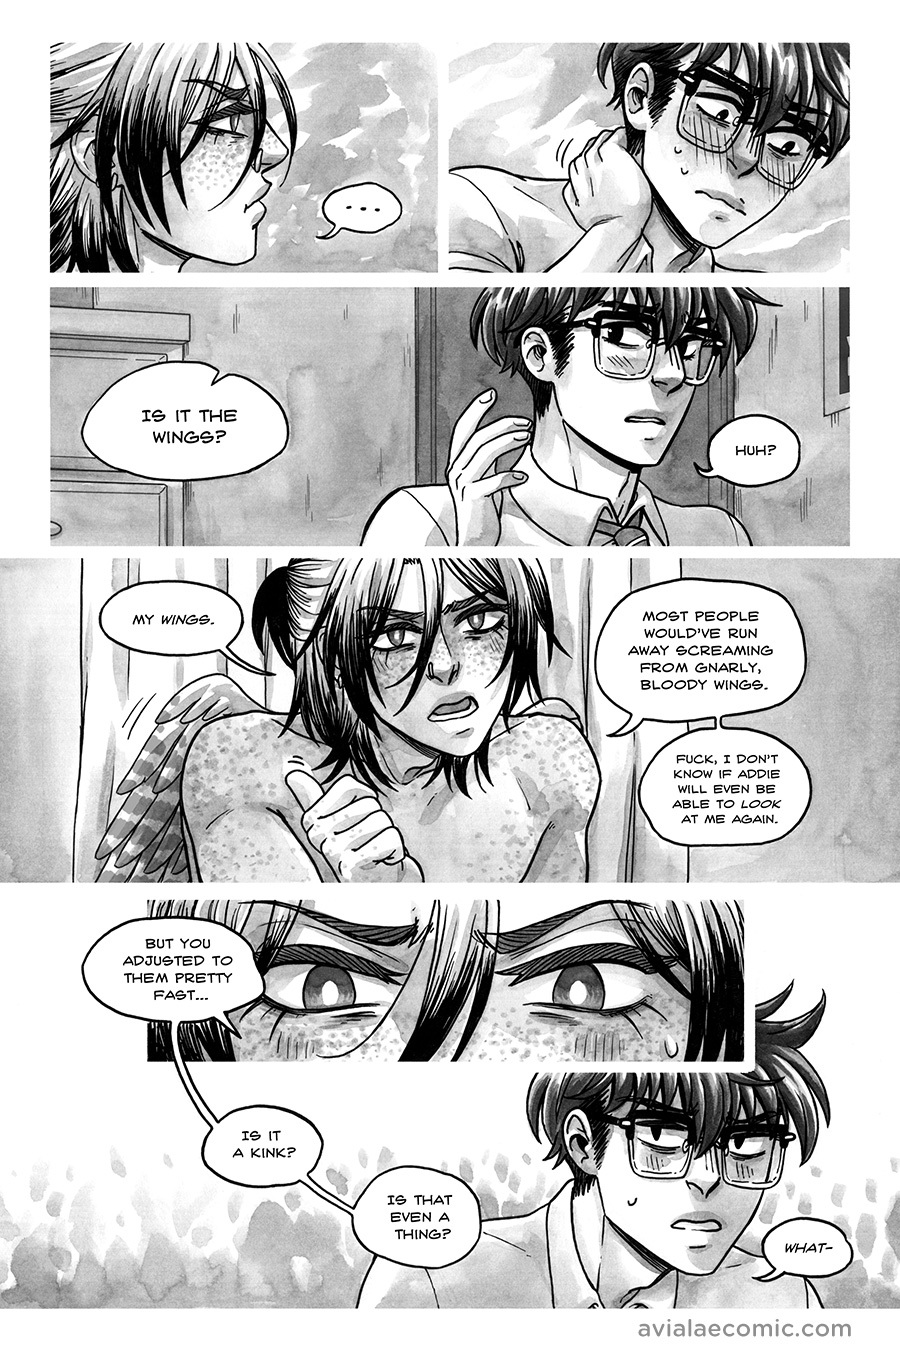 ...
IS IT THE
WINGS?
HUH?
MY WINGS.
MOST PEOPLE
WOULD'VE RUN
AWAY SCREAMING
FROM GNARLY,
BLOODY WINGS.
FUCK, I DON'T
KNOW IF ADDIE
WILL EVEN BE
ABLE TO LOOK
AT ME AGAIN.
BUT YOU
ADJUSTED TO
THEM PRETTY
FAST...
IS IT
A KINK?
IS THAT
EVEN A
THING?
WHAT-
avialaecomic.com